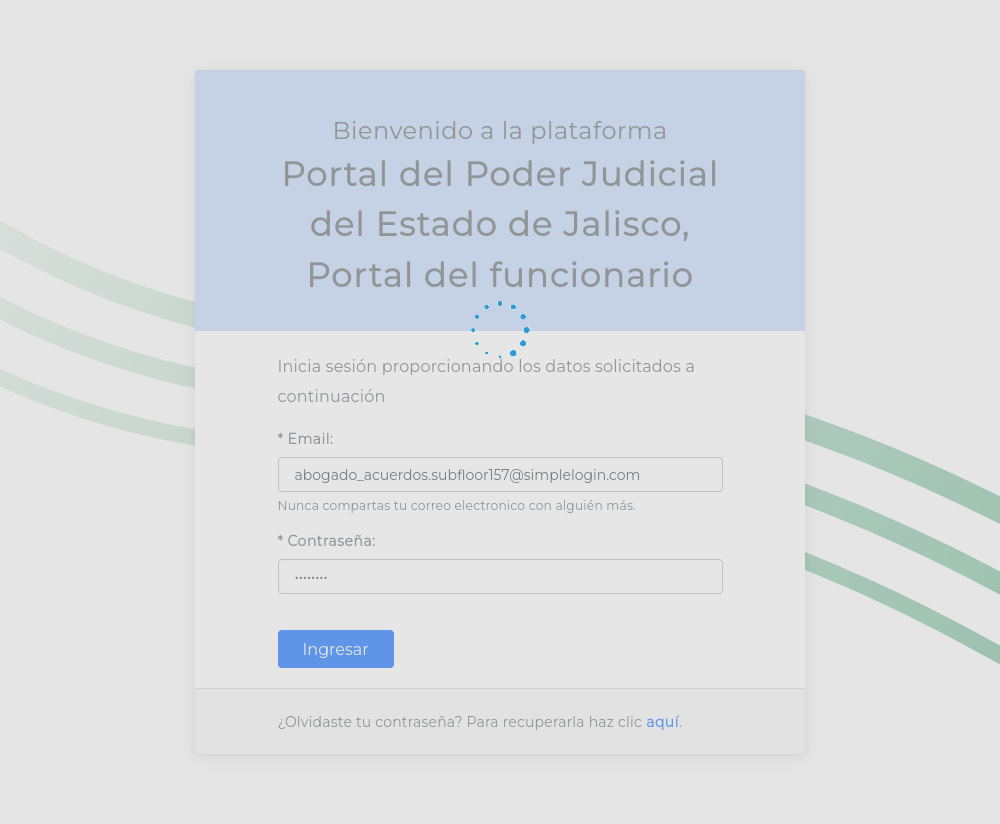 Bienvenido a la plataforma
Portal del Poder Judicial
del Estado de Jalisco,
Portal del funcionario
Inicia sesión proporcionando los datos solicitados a
continuación
* Email:
abogado_acuerdos.subfloor157@simplelogin.com
Nunca compartas tu correo electronico con alguién más.
* Contraseña:
········
Ingresar
¿Olvidaste tu contraseña? Para recuperarla haz clic aquí.